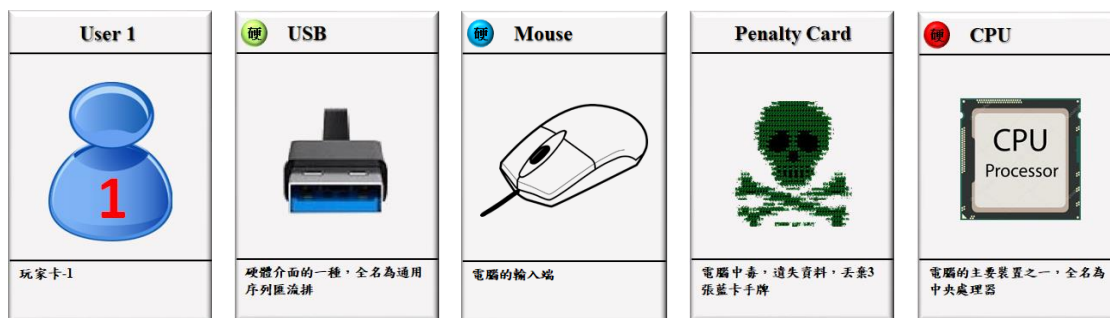 User 1
1
玩家卡-1
硬 USB
硬體介面的一種，全名為通用
序列匯流排
硬 Mouse
電腦的輸入端
Penalty Card
電腦中毒，遺失資料，丟棄3
張藍卡手牌
硬 CPU
CPU
Processor
電腦的主要裝置之一，全名為
中央處理器